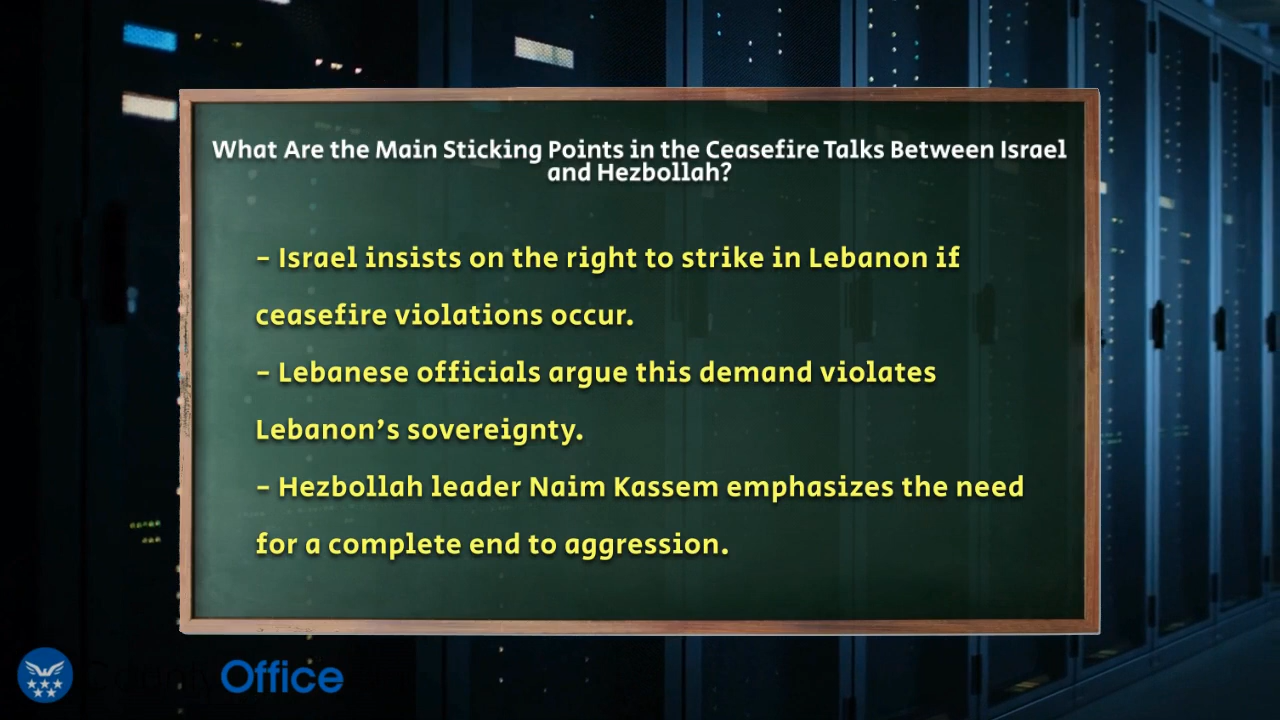 What Are the Main Sticking Points in the Ceasefire Talks Between Israel
and Hezbollah?
– Israel insists on the right to strike in Lebanon if
ceasefire violations occur.
– Lebanese officials argue this demand violates
Lebanon’s sovereignty.
– Hezbollah leader Naim Kassem emphasizes the need
for a complete end to aggression.
Office